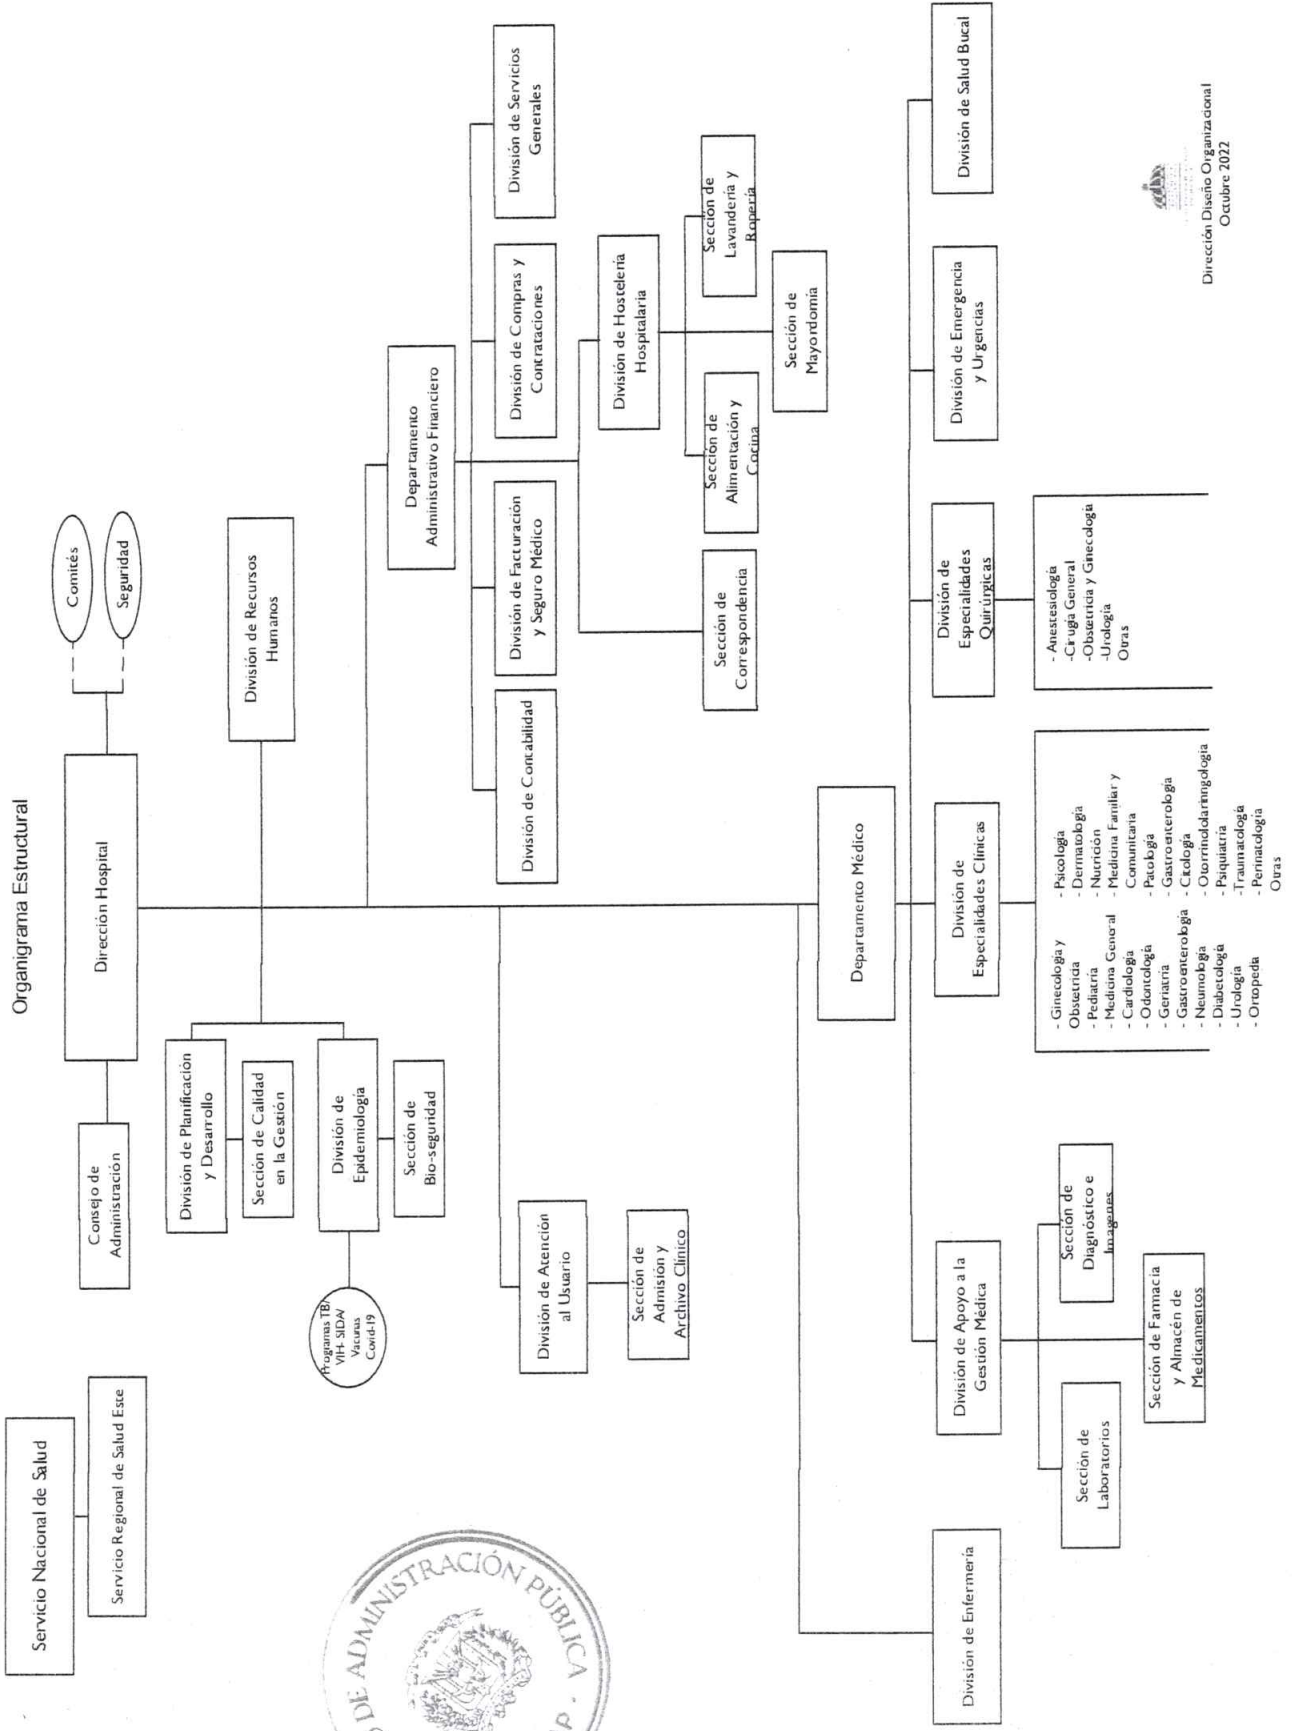 Organigrama Estructural
Servicio Nacional de Salud
Servicio Regional de Salud Este
Consejo de
Administración
Dirección Hospital
Comités
Seguridad
División de Planificación
y Desarrollo
Sección de Calidad
en la Gestión
División de
Epidemiología
Sección de
Bio-seguridad
Programas TB/
VIH- SIDA/
Vacunas
Covid-19
División de Recursos
Humanos
Departamento
Administrativo Financiero
División de Contabilidad
División de Facturación
y Seguro Médico
División de Compras y
Contrataciones
División de Servicios
Generales
Sección de
Correspondencia
División de Hostelería
Hospitalaria
Sección de
Alimentación y
Cocina
Sección de
Lavandería y
Ropería
Sección de
Mayordomía
División de Atención
al Usuario
Sección de
Admisión y
Archivo Clínico
DE ADMINISTRACIÓN PÚBLICA
Departamento Médico
División de Enfermería
División de Apoyo a la
Gestión Médica
Sección de
Laboratorios
Sección de
Diagnóstico e
Imagenes
Sección de Farmacia
y Almacén de
Medicamentos
División de
Especialidades Clínicas
- Ginecología y
Obstetricia
- Pediatría
- Medicina General
- Cardiología
- Odontología
- Geriatría
- Gastroenterología
- Neumología
- Diabetología
- Urología
- Ortopeda
- Psicología
- Dermatología
- Nutrición
- Medicina Familiar y
Comunitaria
- Patología
- Gastroenterología
- Citología
- Otorrindolarinngologia
- Psiquiatría
-Traumatología
- Perinatología
Otras
División de
Especialidades
Quirúrgicas
- Anestesiología
-Cirugía General
-Obstetricia y Ginecología
-Urología
Otras
División de Emergencia
y Urgencias
División de Salud Bucal
Dirección Diseño Organizacional
Octubre 2022